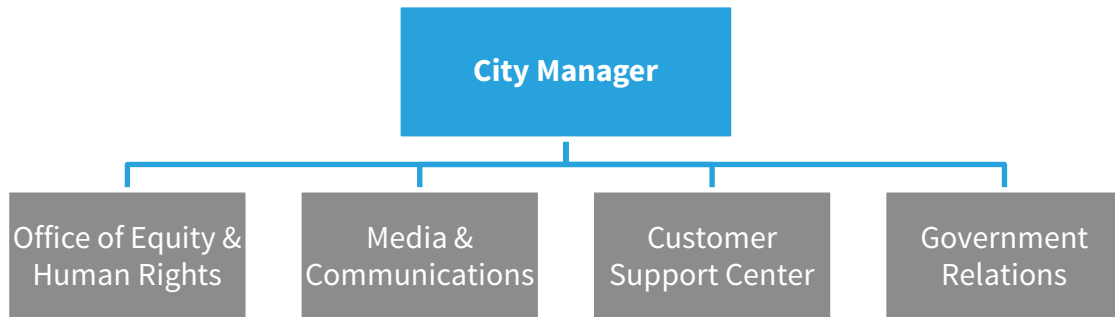 City Manager
Office of Equity &
Human Rights
Media &
Communications
Customer
Support Center
Government
Relations